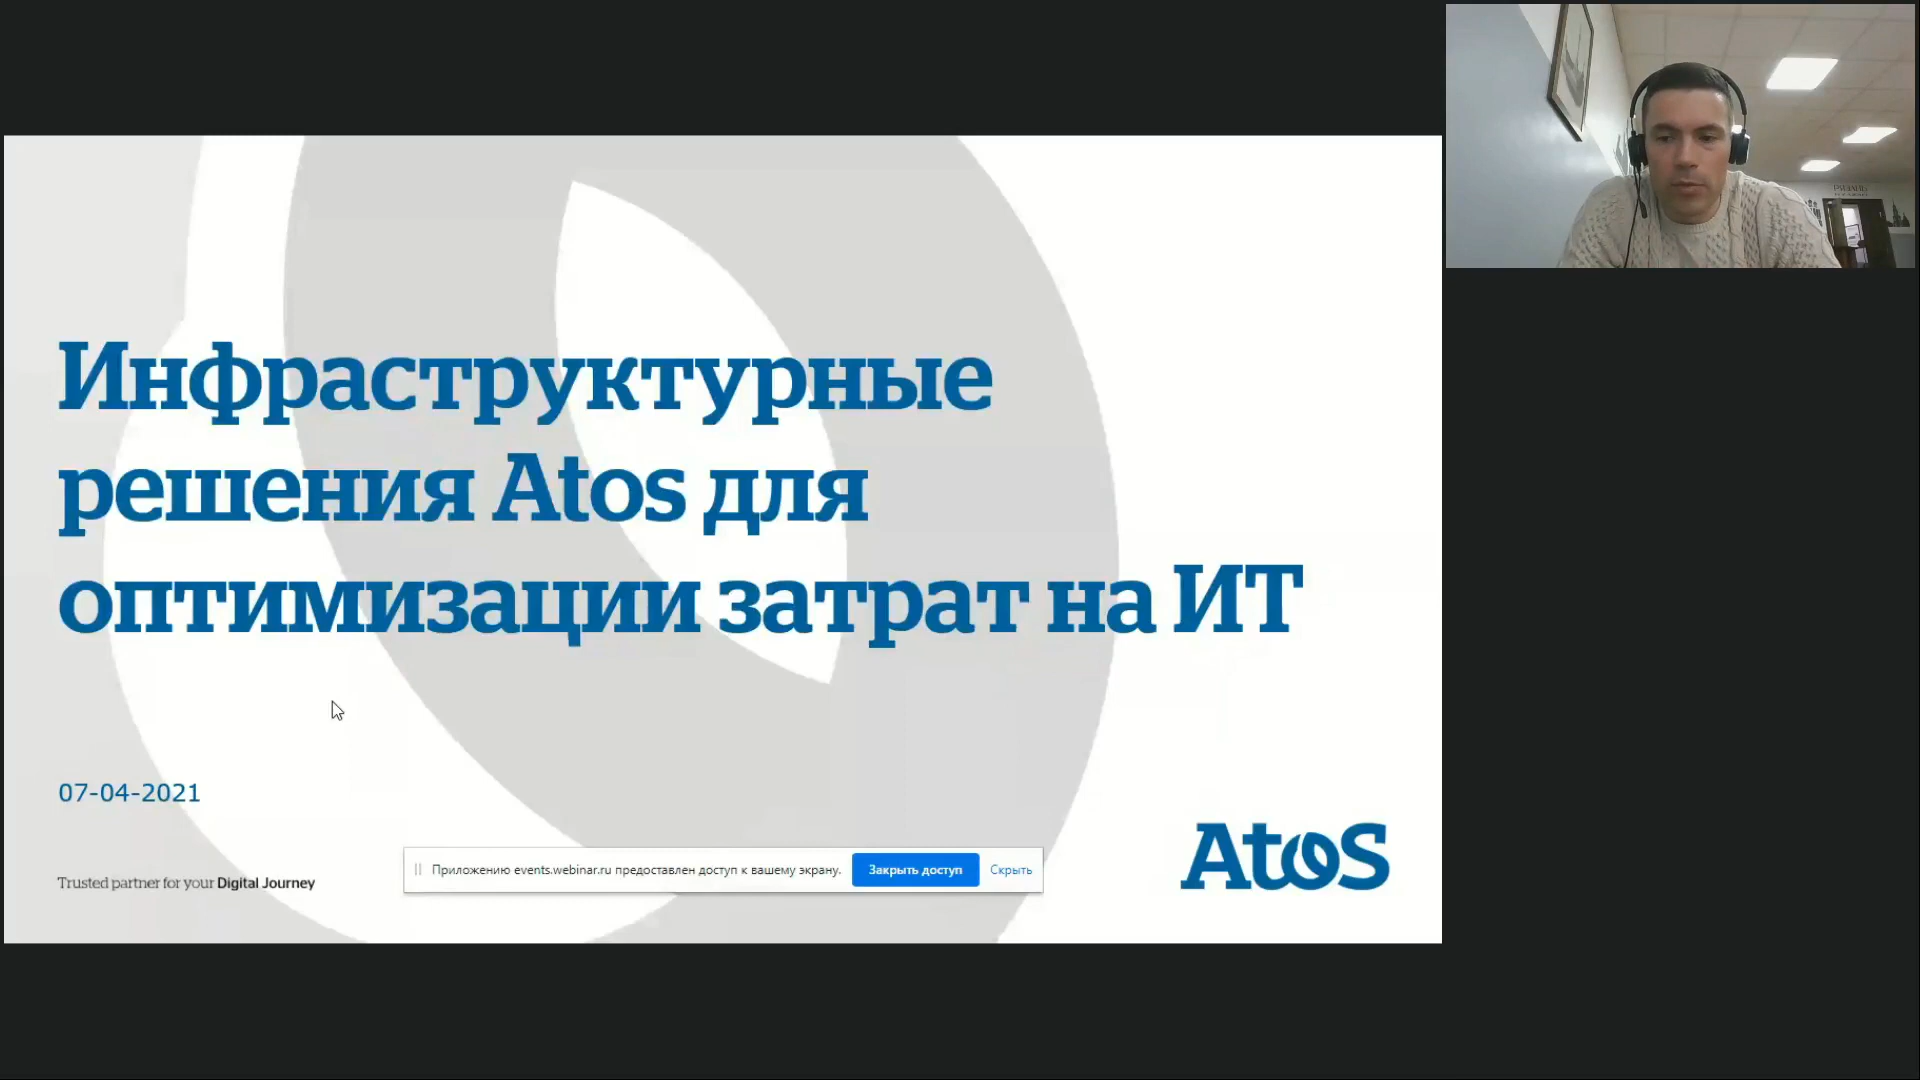 Инфраструктурные
решения Atos для
оптимизации затрат на ИТ
07-04-2021
Trusted partner for your Digital Journey
Приложению events.webinar.ru предоставлен доступ к вашему экрану.
Закрыть доступ
Скрыть
Atos